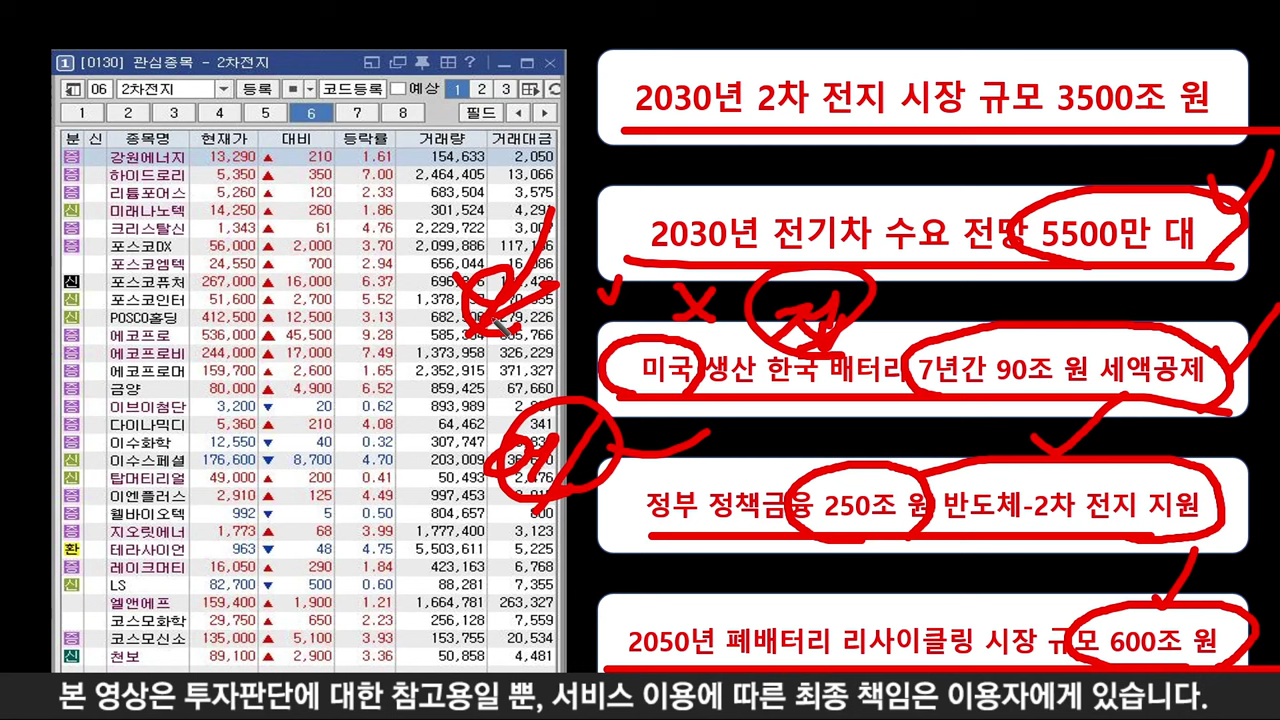 1 [0130] 관심종목 - 2차전지
06 2차전지 등록 ■ 코드등록 예상 1 2 3
1 2 3 4 5 6 7 8 필드
분 신 종목명 현재가 대비 등락률 거래량 거래대금
증 강원에너지 13,290 ▲ 210 1.61 154,633 2,050
증 하이드로리 5,350 ▲ 350 7.00 2,464,405 13,066
증 리튬포어스 5,260 ▲ 120 2.33 683,504 3,575
신 미래나노텍 14,250 ▲ 260 1.86 301,524
증 크리스탈신 1,343 ▲ 61 4.76 2,229,722
증 포스코DX 56,000 ▲ 2,000 3.70 2,099,886
포스코엠텍 24,550 ▲ 700 2.94 656,044
신 포스코퓨처 267,000 ▲ 16,000 6.37
신 포스코인터 51,600 ▲ 2,700 5.52
신 POSCO홀딩 412,500 ▲ 12,500 3.13
증 에코프로 536,000 ▲ 45,500 9.28
증 에코프로비 244,000 ▲ 17,000 7.49 1,373,958 326,229
증 에코프로머 159,700 ▲ 2,600 1.65 2,352,915 371,327
증 금양 80,000 ▲ 4,900 6.52 859,425 67,660
증 이브이첨단 3,200 ▼ 20 0.62 893,989
증 다이나믹디 5,360 ▲ 210 4.08 64,462 341
증 이수화학 12,550 ▼ 40 0.32 307,747
신 이수스페셜 176,600 ▼ 8,700 4.70 203,009
신 탑머티리얼 49,000 ▲ 200 0.41 50,493
증 이엔플러스 2,910 ▲ 125 4.49 997,453
증 웰바이오텍 992 ▼ 5 0.50 804,657
증 지오릿에너 1,773 ▲ 68 3.99 1,777,400 3,123
환 테라사이언 963 ▼ 48 4.75 5,503,611 5,225
증 레이크머티 16,050 ▲ 290 1.84 423,163 6,768
신 LS 82,700 ▼ 500 0.60 88,281 7,355
엘앤에프 159,400 ▲ 1,900 1.21 1,664,781 263,327
코스모화학 29,750 ▲ 650 2.23 256,128 7,559
증 코스모신소 135,000 ▲ 5,100 3.93 153,755 20,534
신 천보 89,100 ▲ 2,900 3.36 50,858 4,481
2030년 2차 전지 시장 규모 3500조 원
2030년 전기차 수요 전망 5500만 대
전
미국 생산 한국 배터리 7년간 90조 원 세액공제
정부 정책금융 250조 원 반도체-2차 전지 지원
2050년 폐배터리 리사이클링 시장 규모 600조 원
본 영상은 투자판단에 대한 참고용일 뿐, 서비스 이용에 따른 최종 책임은 이용자에게 있습니다.